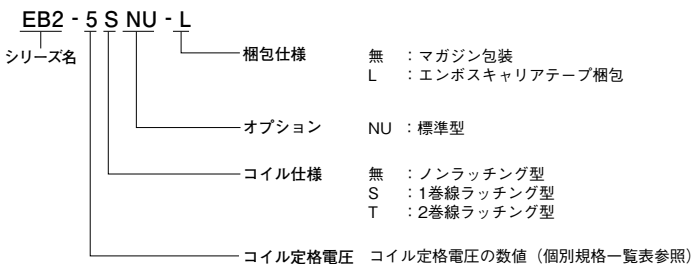 EB2 - 5 S NU - L
シリーズ名
梱包仕様 無 ：マガジン包装
L ：エンボスキャリアテープ梱包
オプション NU ：標準型
コイル仕様 無 ：ノンラッチング型
S ：1巻線ラッチング型
T ：2巻線ラッチング型
コイル定格電圧 コイル定格電圧の数値（個別規格一覧表参照）